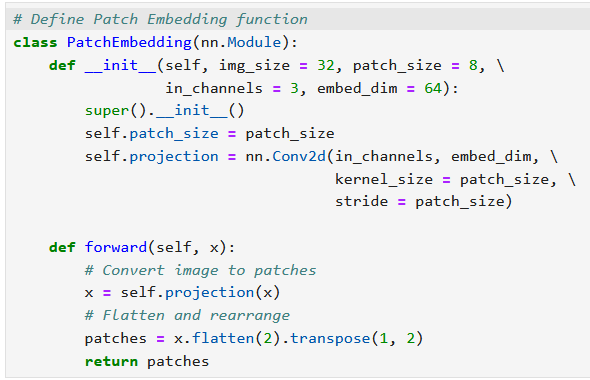 # Define Patch Embedding function
class PatchEmbedding(nn.Module):
    def __init__(self, img_size = 32, patch_size = 8, \
                 in_channels = 3, embed_dim = 64):
        super().__init__()
        self.patch_size = patch_size
        self.projection = nn.Conv2d(in_channels, embed_dim, \
                                    kernel_size = patch_size, \
                                    stride = patch_size)

    def forward(self, x):
        # Convert image to patches
        x = self.projection(x)
        # Flatten and rearrange
        patches = x.flatten(2).transpose(1, 2)
        return patches